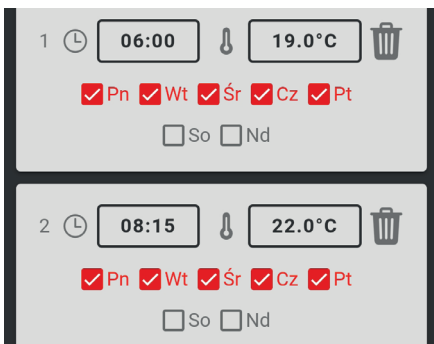 1 06:00 19.0°C
Pn Wt Śr Cz Pt
So Nd
2 08:15 22.0°C
Pn Wt Śr Cz Pt
So Nd